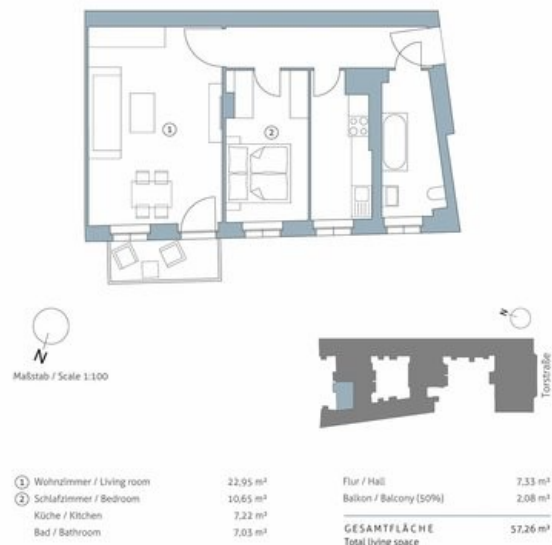 1
2
N
Maßstab / Scale 1:100
N
Torstraße
1 Wohnzimmer / Living room 22,95 m²
2 Schlafzimmer / Bedroom 10,65 m²
Küche / Kitchen 7,22 m²
Bad / Bathroom 7,03 m²
Flur / Hall 7,33 m²
Balkon / Balcony (50%) 2,08 m²
GESAMTFLÄCHE 57,26 m²
Total living space